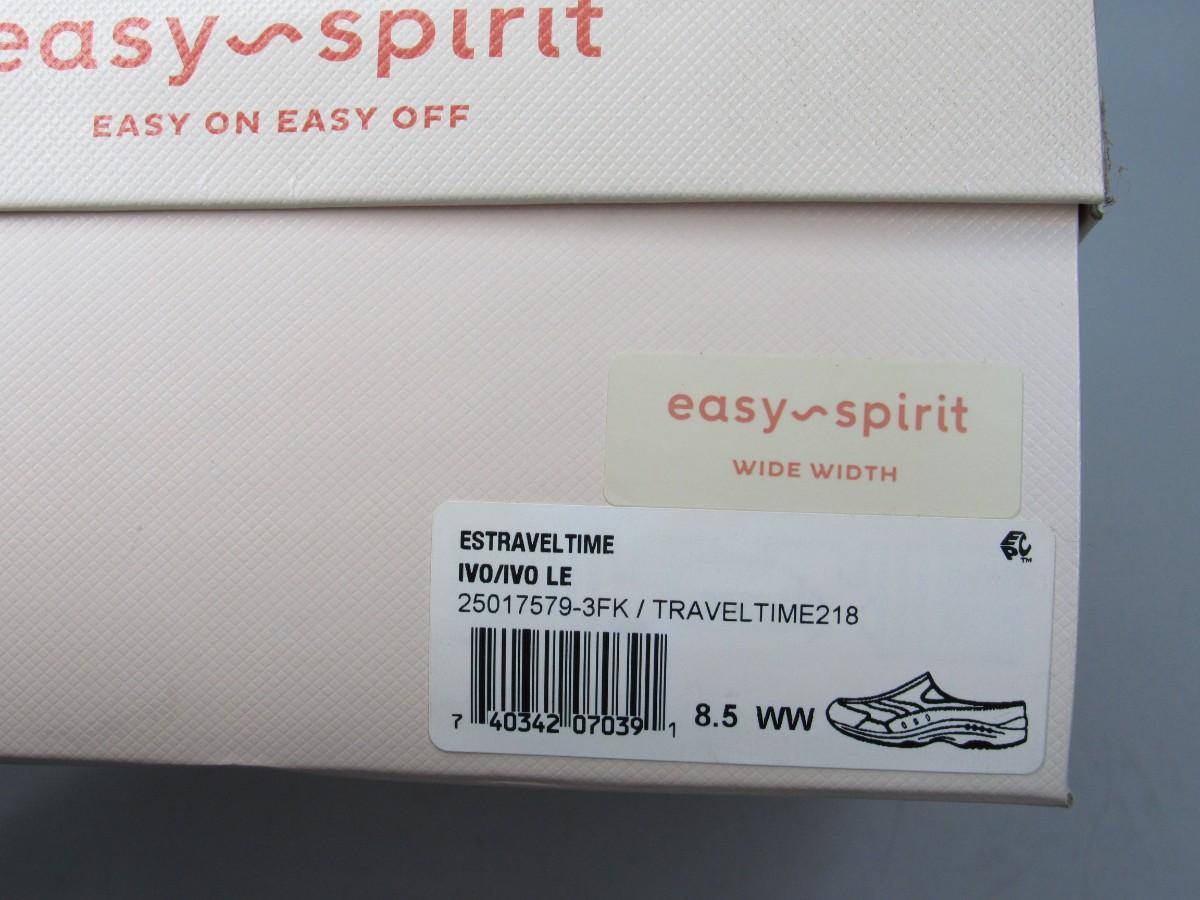 easy~spirit
EASY ON EASY OFF
easy~spirit
WIDE WIDTH
ESTRAVELTIME
IVO/IVO LE
25017579-3FK / TRAVELTIME218
7 40342 07039 1
8.5 WW
EPC™